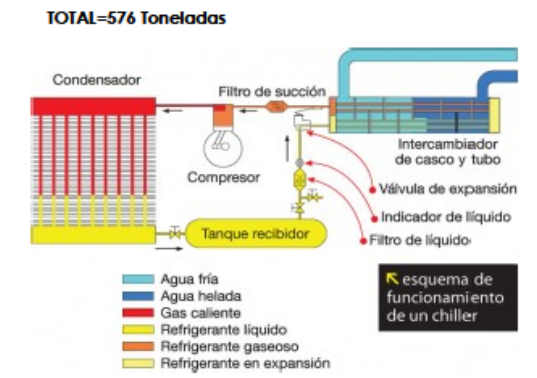 TOTAL=576 Toneladas
Condensador
Filtro de succión
Compresor
Intercambiador
de casco y tubo
Válvula de expansión
Indicador de líquido
Filtro de líquido
Tanque recibidor
Agua fría
Agua helada
Gas caliente
Refrigerante líquido
Refrigerante gaseoso
Refrigerante en expansión
esquema de
funcionamiento
de un chiller